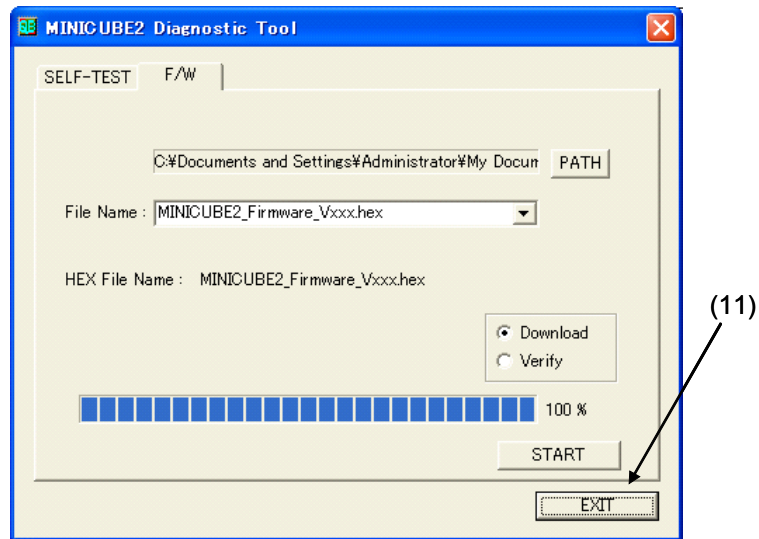 MINICUBE2 Diagnostic Tool
SELF-TEST F/W
C:¥Documents and Settings¥Administrator¥My Docum PATH
File Name : MINICUBE2_Firmware_Vxxx.hex
HEX File Name : MINICUBE2_Firmware_Vxxx.hex
(11)
Download
Verify
100 %
START
EXIT